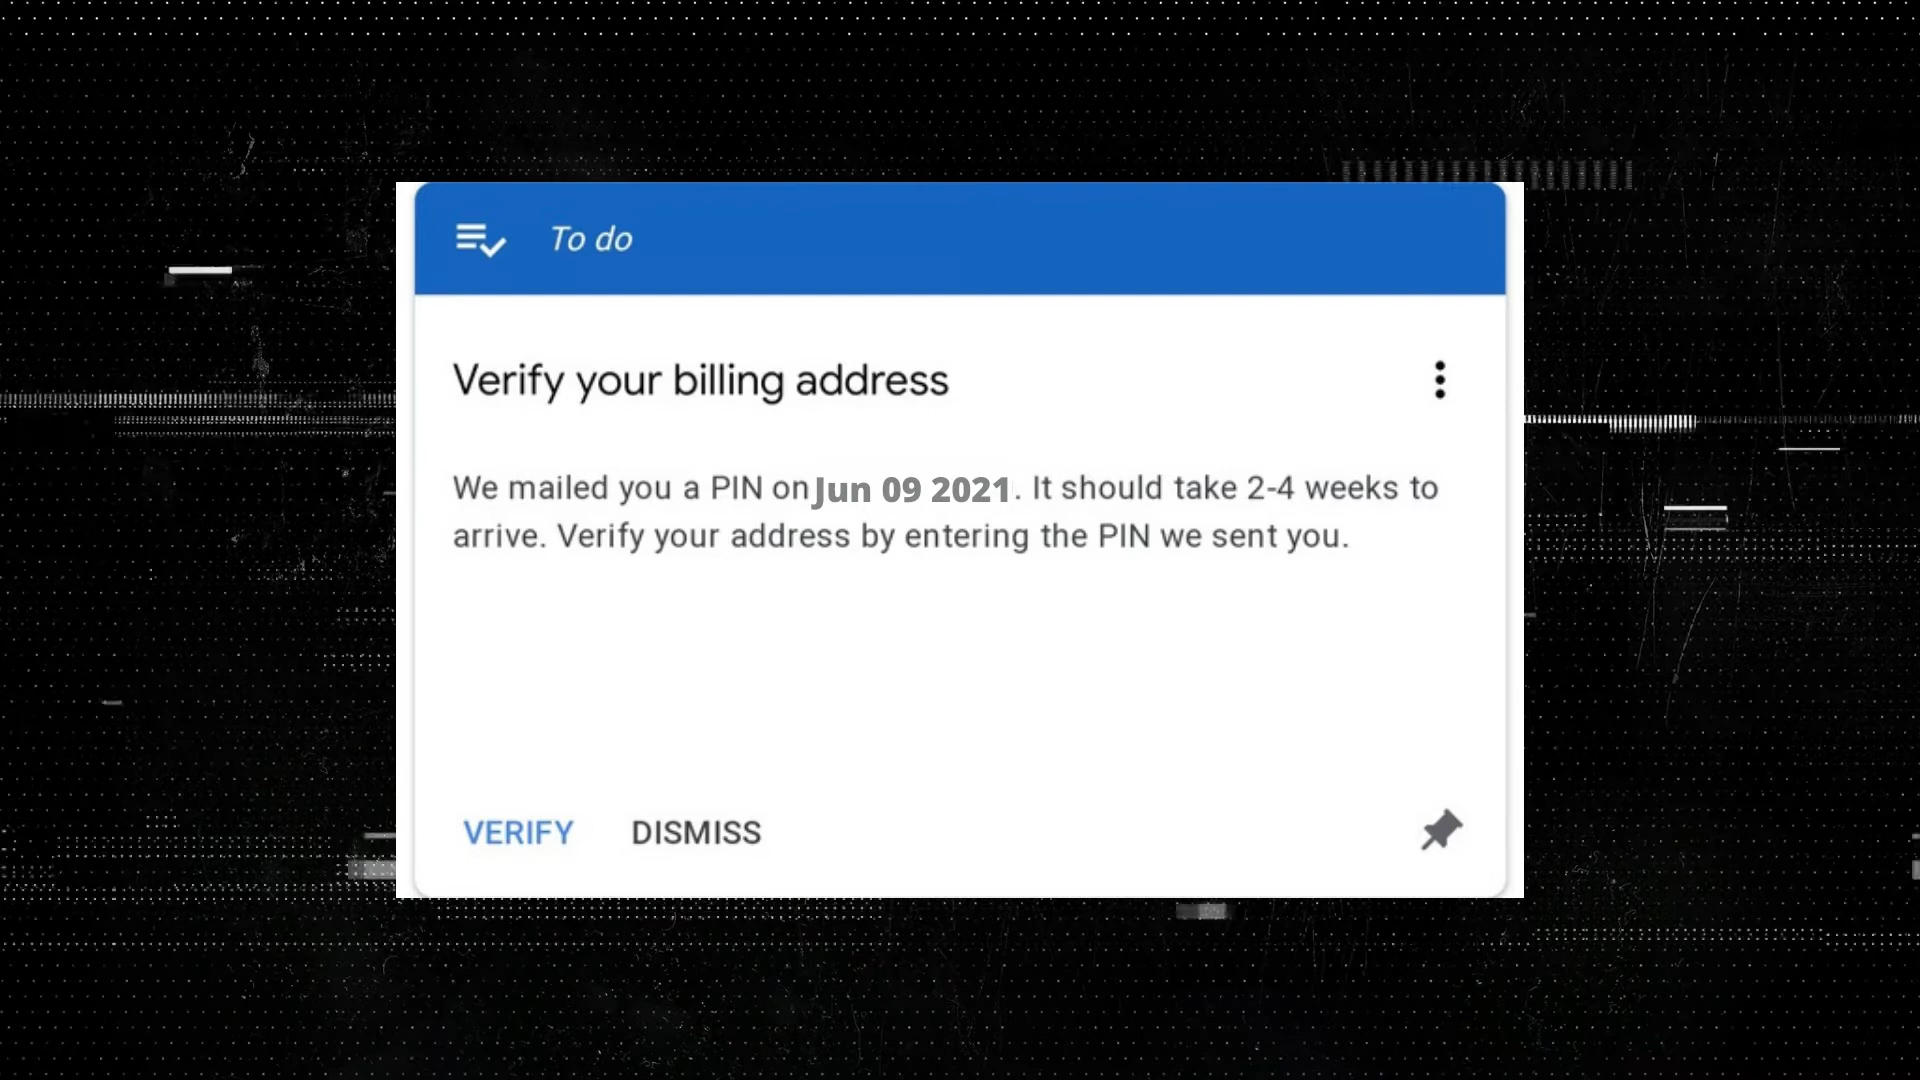 To do
Verify your billing address
We mailed you a PIN on Jun 09 2021. It should take 2-4 weeks to
arrive. Verify your address by entering the PIN we sent you.
VERIFY DISMISS